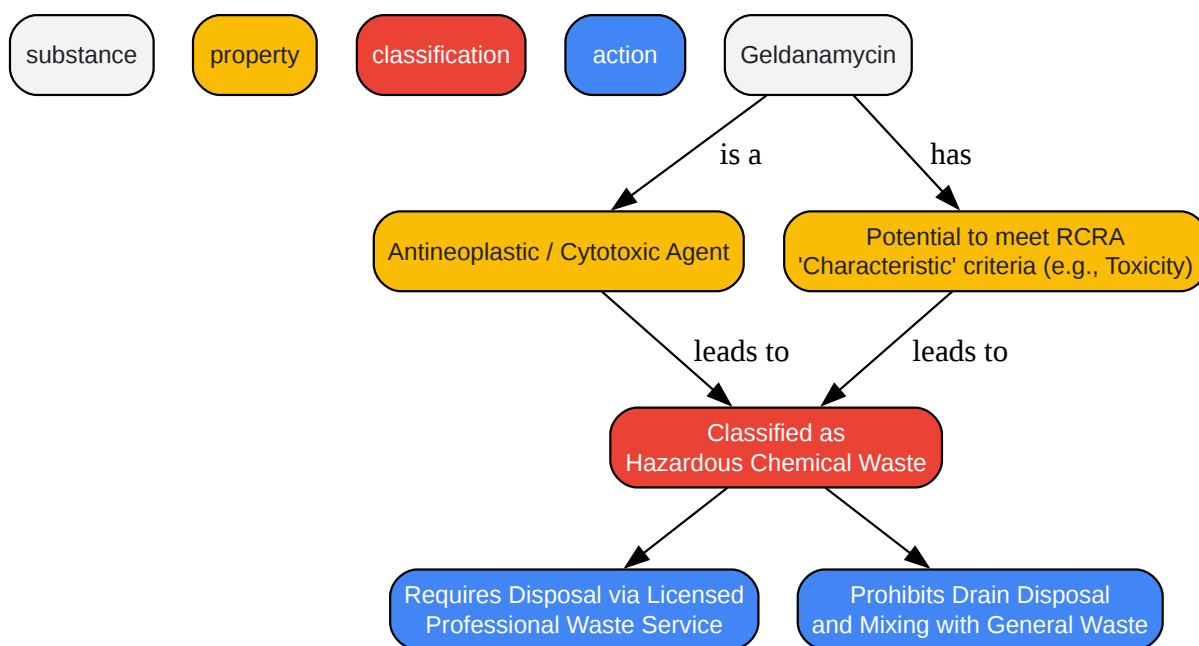 substance
property
classification
action
Geldanamycin
is a
has
Antineoplastic / Cytotoxic Agent
Potential to meet RCRA
'Characteristic' criteria (e.g., Toxicity)
leads to
leads to
Classified as
Hazardous Chemical Waste
Requires Disposal via Licensed
Professional Waste Service
Prohibits Drain Disposal
and Mixing with General Waste